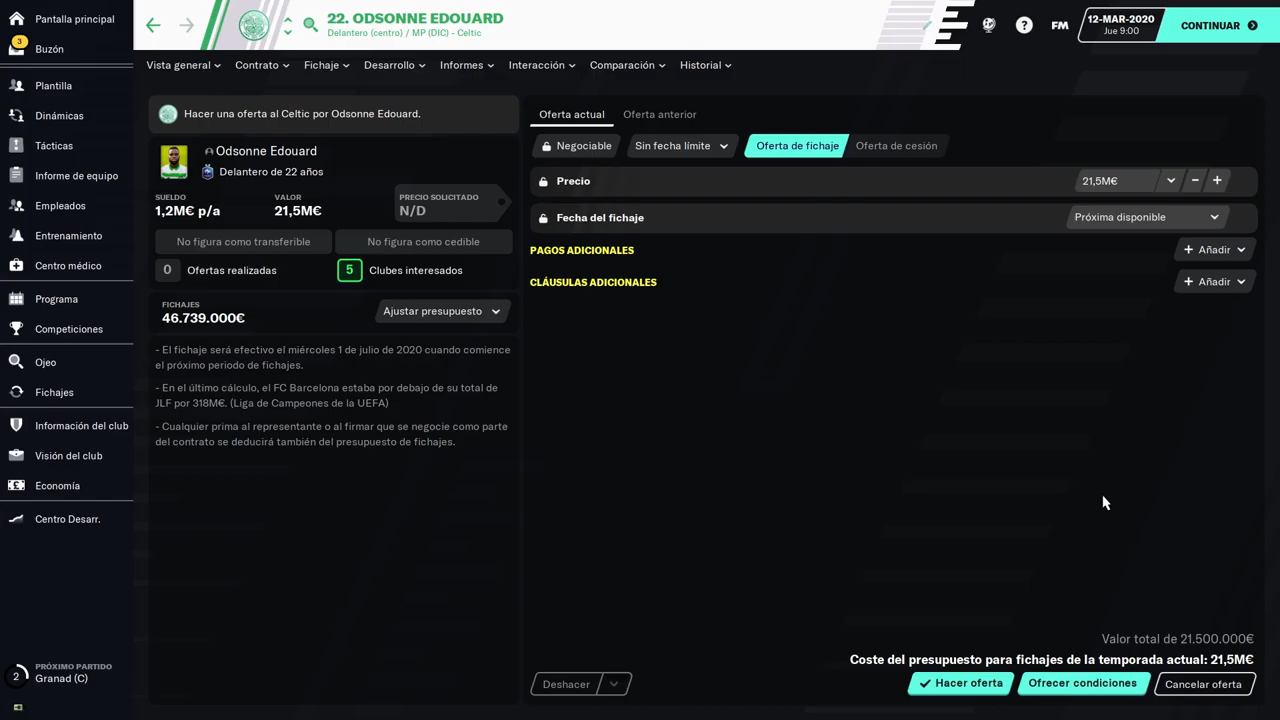 Pantalla principal
3
Buzón
Plantilla
Dinámicas
Tácticas
Informe de equipo
Empleados
Entrenamiento
Centro médico
Programa
Competiciones
Ojeo
Fichajes
Información del club
Visión del club
Economía
Centro Desarr.
PRÓXIMO PARTIDO
2
Granad (C)
22. ODSONNE EDOUARD
Delantero (centro) / MP (DIC) - Celtic
?
FM
12-MAR-2020
Jue 9:00
CONTINUAR
Vista general
Contrato
Fichaje
Desarrollo
Informes
Interacción
Comparación
Historial
Hacer una oferta al Celtic por Odsonne Edouard.
Odsonne Edouard
Delantero de 22 años
SUELDO
1,2M€ p/a
VALOR
21,5M€
PRECIO SOLICITADO
N/D
No figura como transferible
No figura como cedible
0 Ofertas realizadas
5 Clubes interesados
FICHAJES
46.739.000€
Ajustar presupuesto
- El fichaje será efectivo el miércoles 1 de julio de 2020 cuando comience
el próximo periodo de fichajes.
- En el último cálculo, el FC Barcelona estaba por debajo de su total de
JLF por 318M€. (Liga de Campeones de la UEFA)
- Cualquier prima al representante o al firmar que se negocie como parte
del contrato se deducirá también del presupuesto de fichajes.
Oferta actual
Oferta anterior
Negociable
Sin fecha límite
Oferta de fichaje
Oferta de cesión
Precio
21,5M€
- +
Fecha del fichaje
Próxima disponible
PAGOS ADICIONALES
+ Añadir
CLÁUSULAS ADICIONALES
+ Añadir
Valor total de 21.500.000€
Coste del presupuesto para fichajes de la temporada actual: 21,5M€
Deshacer
Hacer oferta
Ofrecer condiciones
Cancelar oferta